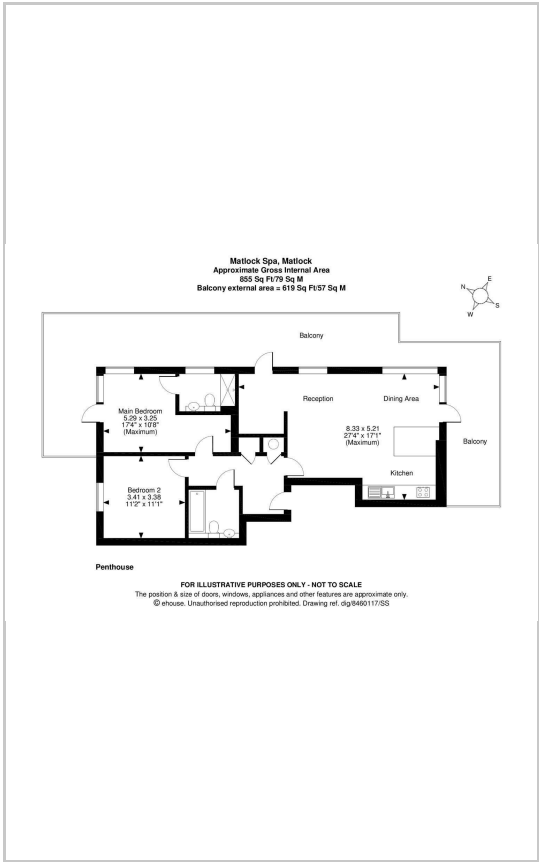 Matlock Spa, Matlock
Approximate Gross Internal Area
855 Sq Ft/79 Sq M
Balcony external area = 619 Sq Ft/57 Sq M
N
E
S
W
Balcony
Main Bedroom
5.29 x 3.25
17'4" x 10'8"
(Maximum)
Reception
Dining Area
8.33 x 5.21
27'4" x 17'1"
(Maximum)
Balcony
Kitchen
Bedroom 2
3.41 x 3.38
11'2" x 11'1"
Penthouse
FOR ILLUSTRATIVE PURPOSES ONLY - NOT TO SCALE
The position & size of doors, windows, appliances and other features are approximate only.
© ehouse. Unauthorised reproduction prohibited. Drawing ref. dig/8460117/SS